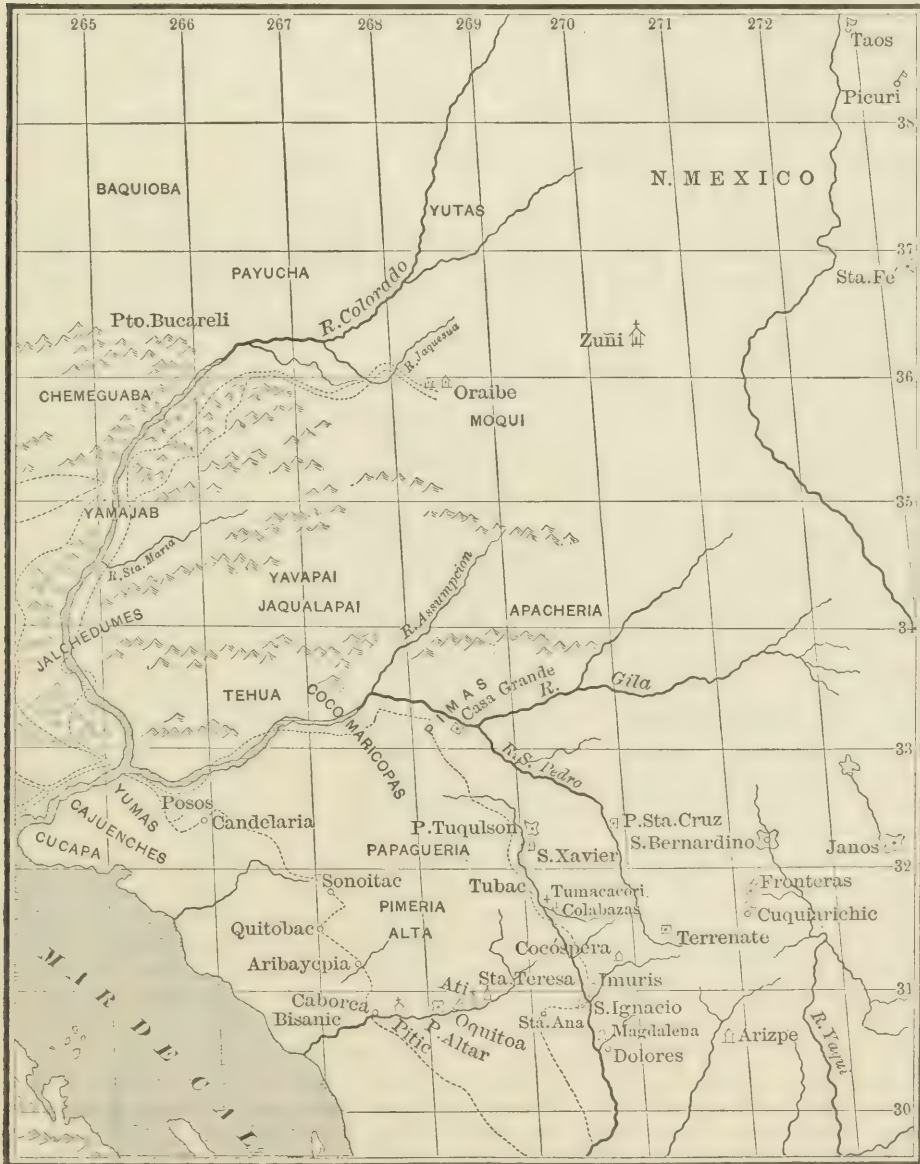 265 266 267 268 269 270 271 272
Taos
Picuri
38
BAQUIOBA
N. MEXICO
YUTAS
37
PAYUCHA
Sta.Fé
R. Colorado
Pto.Bucareli
Zuñi
R. Jaquesua
36
CHEMEGUABA
Oraibe
MOQUI
35
YAMAJAB
R. Sta. Maria
YAVAPAI
JAQUALAPAI
R. Assumpcion
APACHERIA
34
JALCHEDUMES
TEHUA
COCO MARICOPAS
PIMAS
Casa Grande
R. Gila
33
R. S. Pedro
YUMAS
Posos
CAJUENCHES
Candelaria
CUCAPA
P. Tuqulson
P. Sta. Cruz
S. Bernardino
Janos
PAPAGUERIA
S. Xavier
32
Sonoitac
Tubac
Tumacacori
Fronteras
PIMERIA
ALTA
Colabazas
Cuquiarichic
Quitobac
Terrenate
Cocóspera
Aribaycpia
Sta. Teresa
Imuris
31
Ati
Caborca
Bisanic
Oquitoa
P. Altar
Pitic
Sta. Ana
S. Ignacio
Magdalena
Dolores
Arizpe
R. Yaqui
30
MAR DE CAL